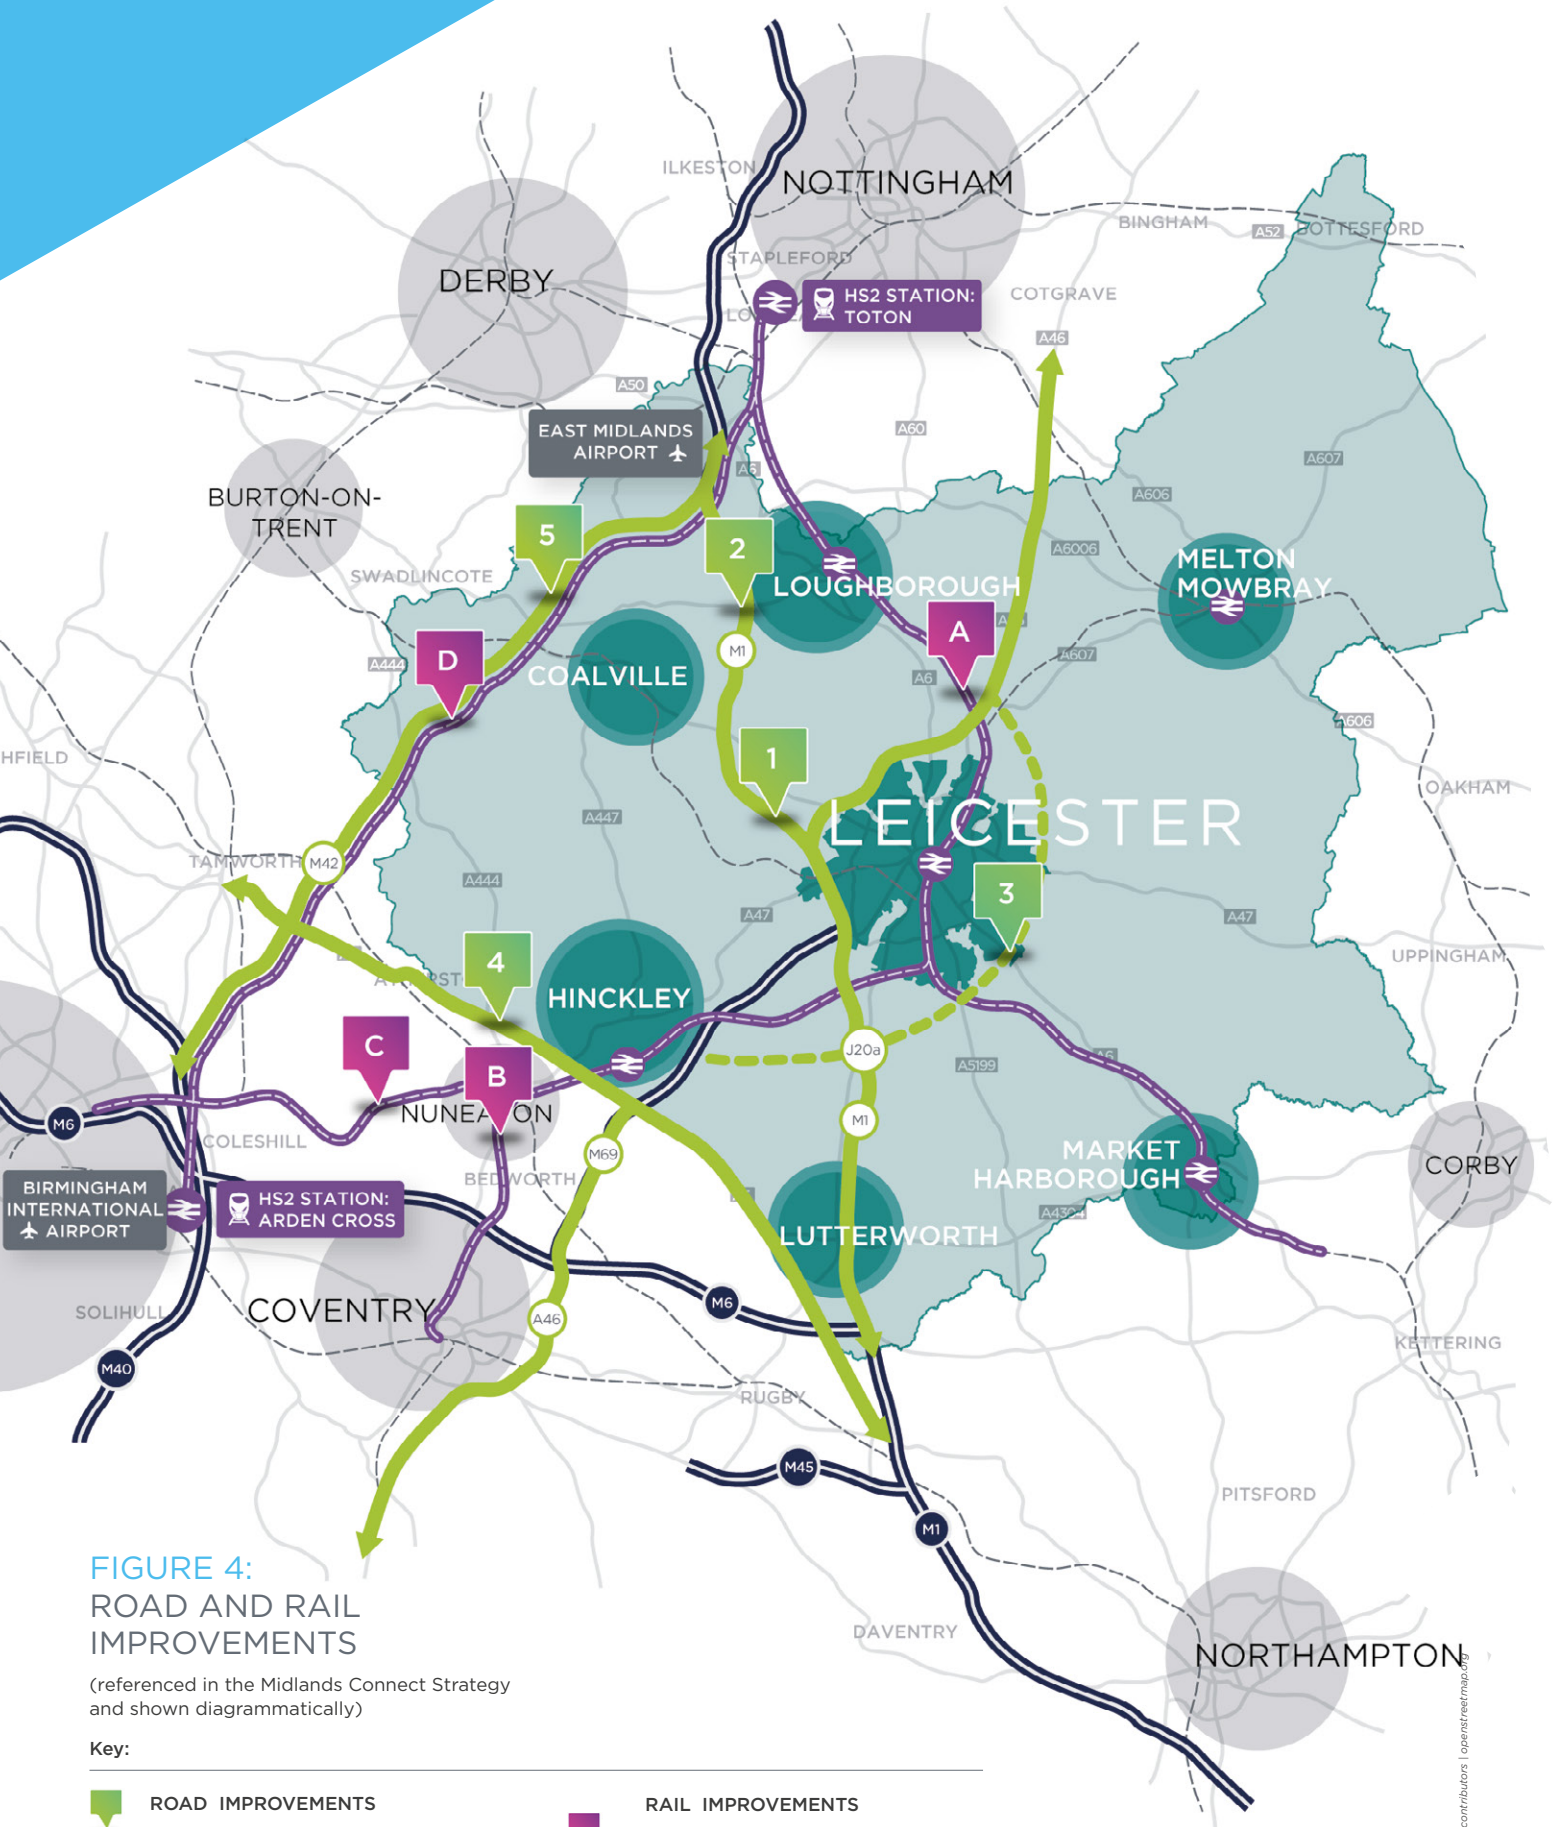 ILKESTON
NOTTINGHAM
BINGHAM
A52
BOTTESFORD
STAPLEFORD
DERBY
HS2 STATION:
TOTON
COTGRAVE
A46
A50
A60
EAST MIDLANDS
AIRPORT
A6
A607
BURTON-ON-
TRENT
A606
5
2
A6006
MELTON
MOWBRAY
SWADLINCOTE
LOUGHBOROUGH
A
A607
D
A444
COALVILLE
M1
A6
A606
HFIELD
1
OAKHAM
A447
LEICESTER
TAMWORTH
M42
A444
3
A47
A47
4
UPPINGHAM
HINCKLEY
C
J20a
A6
A5199
B
NUNEATON
M6
M1
COLESHILL
M69
MARKET
HARBOROUGH
CORBY
BEDWORTH
BIRMINGHAM
INTERNATIONAL
AIRPORT
HS2 STATION:
ARDEN CROSS
A4304
LUTTERWORTH
SOLIHULL
COVENTRY
M6
A46
KETTERING
M40
RUGBY
M45
PITSFORD
M1
FIGURE 4:
ROAD AND RAIL
IMPROVEMENTS
DAVENTRY
NORTHAMPTON
(referenced in the Midlands Connect Strategy
and shown diagrammatically)
Key:
ROAD IMPROVEMENTS
RAIL IMPROVEMENTS
contributors | openstreetmap.org